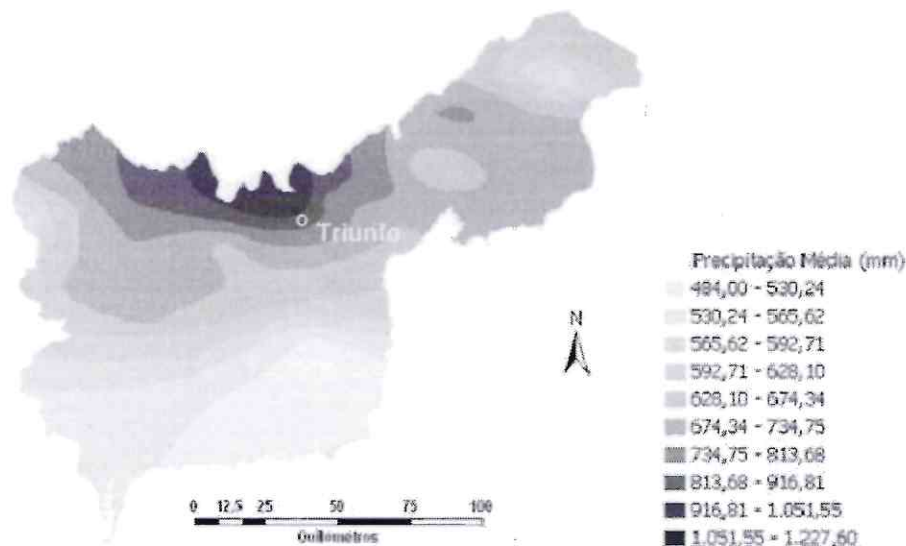 Triunfo
N
0 12,5 25 50 75 100
Quilômetros
Precipitação Média (mm)
484,00 - 530,24
530,24 - 565,62
565,62 - 592,71
592,71 - 628,10
628,10 - 674,34
674,34 - 734,75
734,75 - 813,68
813,68 - 916,81
916,81 - 1.051,55
1.051,55 - 1.227,60